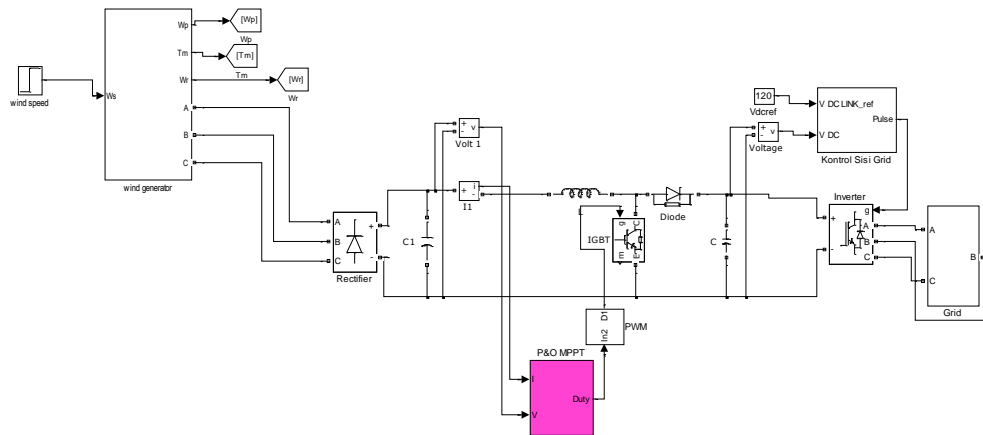 Wp
[Wp]
Wp
Tm
[Tm]
Tm
Wr
[Wr]
Wr
wind speed
Ws
A
B
C
wind generator
+
-
v
Volt 1
120
Vdcref
+
-
v
Voltage
V DC LINK_ref
Pulse
V DC
Kontrol Sisi Grid
A
B
C
+
-
Rectifier
C1
+
i
-
I1
L
g
C
IGBT
m
E
Diode
C
Inverter
+
-
g
A
B
C
A
B
C
Grid
D1
In2
PWM
P&O MPPT
I
Duty
V